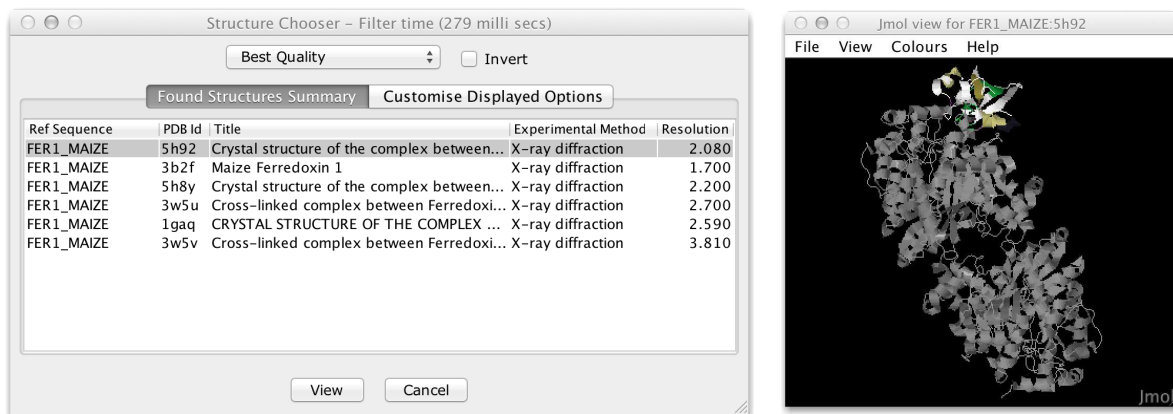 Structure Chooser – Filter time (279 milli secs)
Best Quality
Invert
Found Structures Summary Customise Displayed Options
Ref Sequence PDB Id Title Experimental Method Resolution
FER1_MAIZE 5h92 Crystal structure of the complex between... X-ray diffraction 2.080
FER1_MAIZE 3b2f Maize Ferredoxin 1 X-ray diffraction 1.700
FER1_MAIZE 5h8y Crystal structure of the complex between... X-ray diffraction 2.200
FER1_MAIZE 3w5u Cross-linked complex between Ferredoxi... X-ray diffraction 2.700
FER1_MAIZE 1gaq CRYSTAL STRUCTURE OF THE COMPLEX ... X-ray diffraction 2.590
FER1_MAIZE 3w5v Cross-linked complex between Ferredoxi... X-ray diffraction 3.810
View Cancel
Jmol view for FER1_MAIZE:5h92
File View Colours Help
Jmo